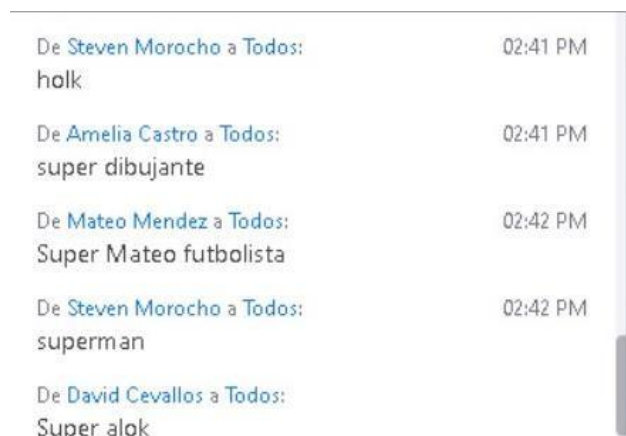 De Steven Morocho a Todos: 02:41 PM
holk
De Amelia Castro a Todos: 02:41 PM
super dibujante
De Mateo Mendez a Todos: 02:42 PM
Super Mateo futbolista
De Steven Morocho a Todos: 02:42 PM
superman
De David Cevallos a Todos:
Super alok